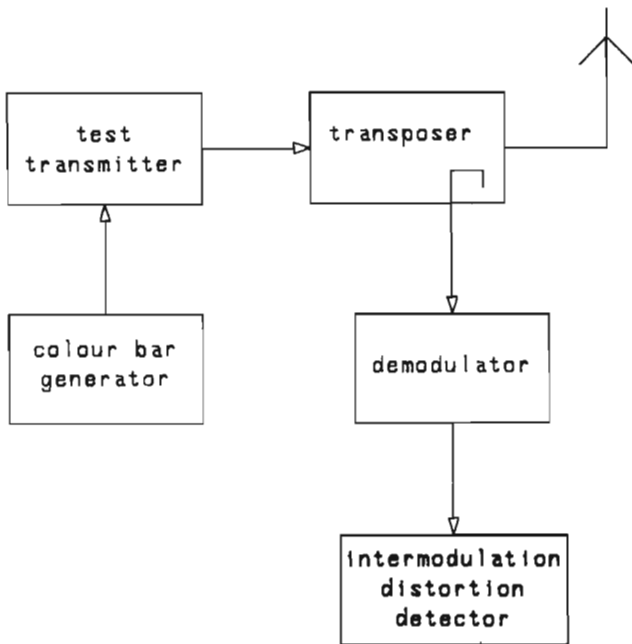 test
transmitter
transposer
colour bar
generator
demodulator
intermodulation
distortion
detector